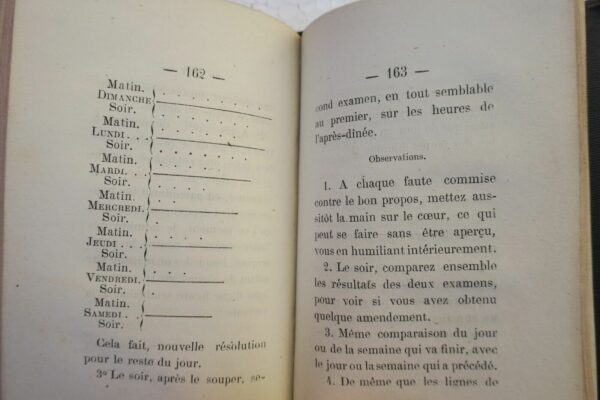 — 162 —
Matin.
DIMANCHE
Soir.
Matin.
LUNDI . . .
Soir.
Matin.
MARDI . . .
Soir.
Matin.
MERCREDI.
Soir.
Matin.
JEUDI . . .
Soir.
Matin.
VENDREDI.
Soir.
Matin.
SAMEDI . .
Soir.
Cela fait, nouvelle résolution
pour le reste du jour.
3º Le soir, après le souper, se-
— 163 —
cond examen, en tout semblable
au premier, sur les heures de
l'après-dînée.
Observations.
1. A chaque faute commise
contre le bon propos, mettez aus-
sitôt la main sur le cœur, ce qui
peut se faire sans être aperçu,
vous en humiliant intérieurement.
2. Le soir, comparez ensemble
les résultats des deux examens,
pour voir si vous avez obtenu
quelque amendement.
3. Même comparaison du jour
ou de la semaine qui va finir, avec
le jour ou la semaine qui a précédé.
4. De même que les lignes de